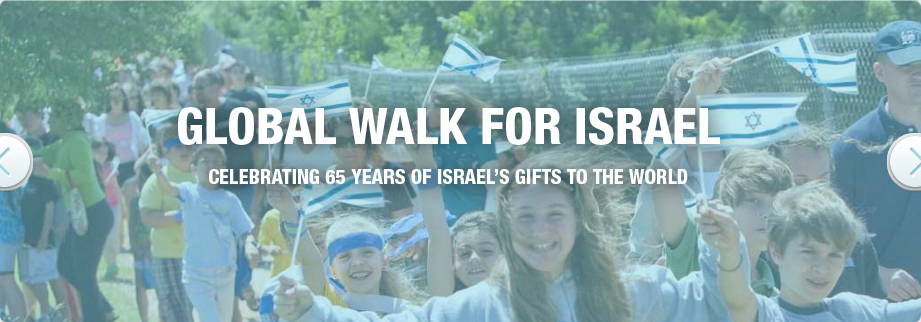 GLOBAL WALK FOR ISRAEL
CELEBRATING 65 YEARS OF ISRAEL'S GIFTS TO THE WORLD